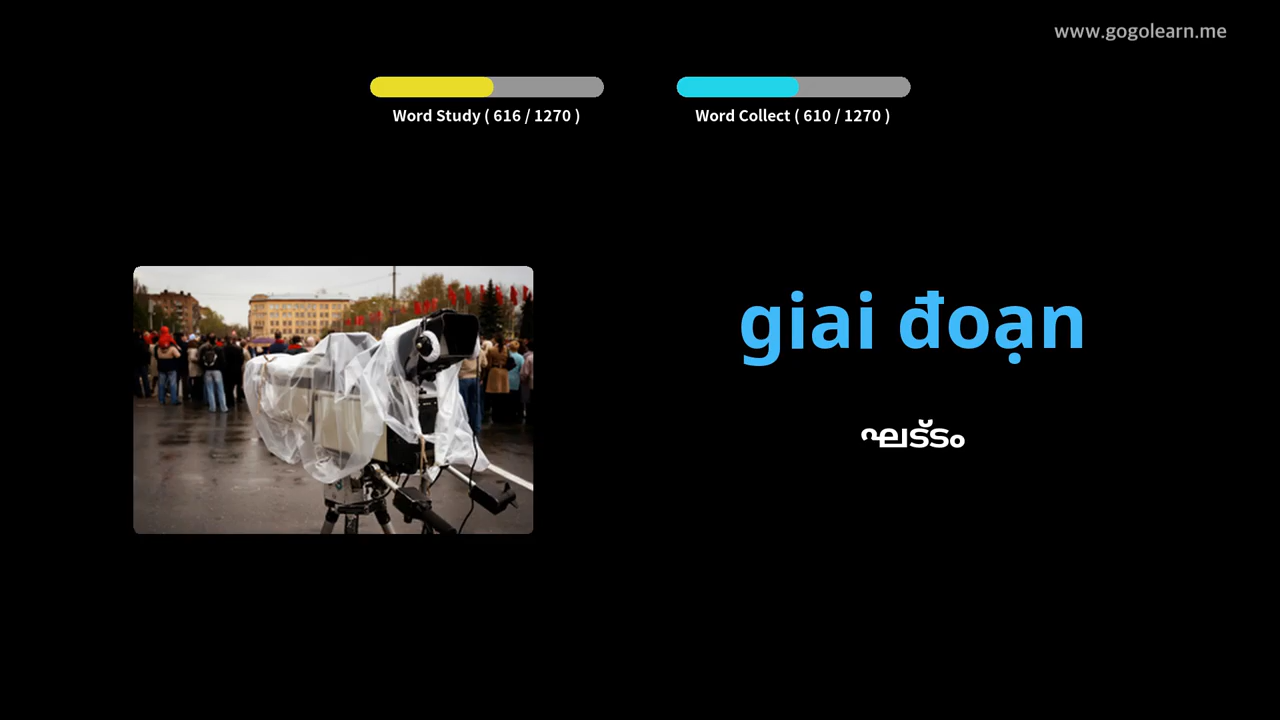 www.gogolearn.me
Word Study ( 616 / 1270 )
Word Collect ( 610 / 1270 )
giai đoạn
ഘട്ടം